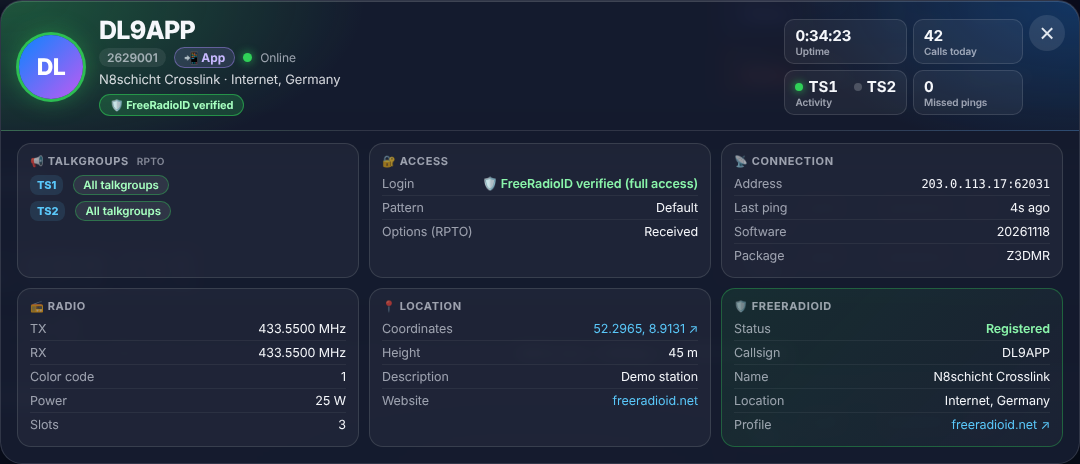 DL
DL9APP
2629001 App Online
N8schicht Crosslink · Internet, Germany
FreeRadioID verified
0:34:23
Uptime
42
Calls today
TS1 TS2
Activity
0
Missed pings
TALKGROUPS RPTO
TS1 All talkgroups
TS2 All talkgroups
ACCESS
Login FreeRadioID verified (full access)
Pattern Default
Options (RPTO) Received
CONNECTION
Address 203.0.113.17:62031
Last ping 4s ago
Software 20261118
Package Z3DMR
RADIO
TX 433.5500 MHz
RX 433.5500 MHz
Color code 1
Power 25 W
Slots 3
LOCATION
Coordinates 52.2965, 8.9131 ↗
Height 45 m
Description Demo station
Website freeradioid.net
FREERADIOID
Status Registered
Callsign DL9APP
Name N8schicht Crosslink
Location Internet, Germany
Profile freeradioid.net ↗